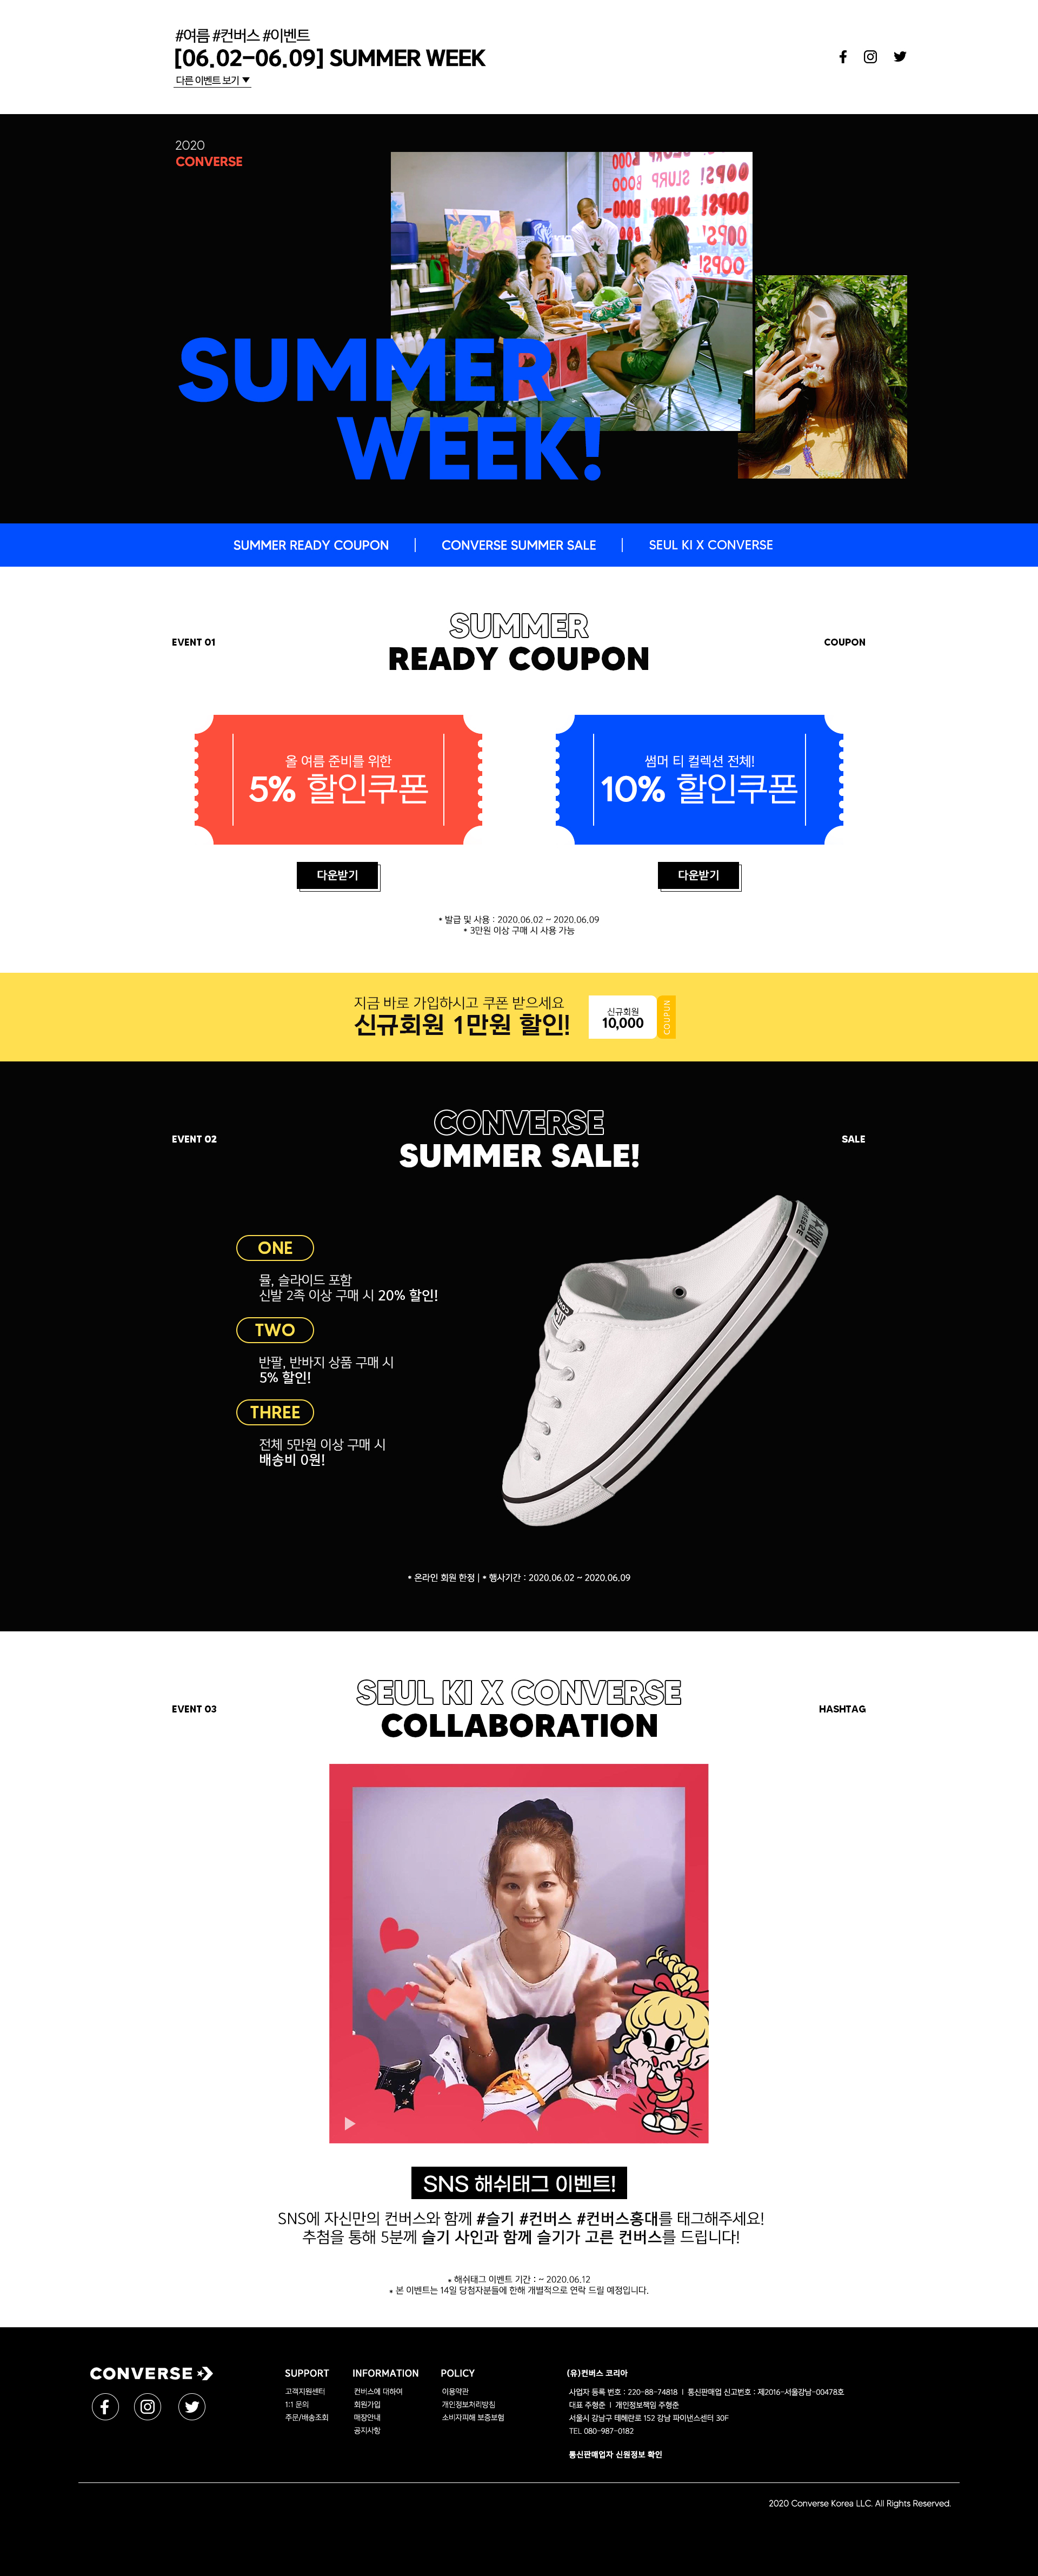 #여름 #컨버스 #이벤트
[06.02-06.09] SUMMER WEEK
다른 이벤트 보기 ▼
2020
CONVERSE
OOPS!
SLURP
SUMMER
WEEK!
SUMMER READY COUPON | CONVERSE SUMMER SALE | SEUL KI X CONVERSE
SUMMER
EVENT 01
READY COUPON
COUPON
올 여름 준비를 위한
5% 할인쿠폰
썸머 티 컬렉션 전체!
10% 할인쿠폰
다운받기
다운받기
* 발급 및 사용 : 2020.06.02 ~ 2020.06.09
* 3만원 이상 구매 시 사용 가능
지금 바로 가입하시고 쿠폰 받으세요
신규회원 1만원 할인!
신규회원
10,000
COUPUN
CONVERSE
EVENT 02
SUMMER SALE!
SALE
ONE
뮬, 슬라이드 포함
신발 2족 이상 구매 시 20% 할인!
TWO
반팔, 반바지 상품 구매 시
5% 할인!
THREE
전체 5만원 이상 구매 시
배송비 0원!
* 온라인 회원 한정 | * 행사기간 : 2020.06.02 ~ 2020.06.09
SEUL KI X CONVERSE
EVENT 03
COLLABORATION
HASHTAG
SNS 해쉬태그 이벤트!
SNS에 자신만의 컨버스와 함께 #슬기 #컨버스 #컨버스홍대를 태그해주세요!
추첨을 통해 5분께 슬기 사인과 함께 슬기가 고른 컨버스를 드립니다!
* 해쉬태그 이벤트 기간 : ~ 2020.06.12
* 본 이벤트는 14일 당첨자분들에 한해 개별적으로 연락 드릴 예정입니다.
CONVERSE
SUPPORT
고객지원센터
1:1 문의
주문/배송조회
INFORMATION
컨버스에 대하여
회원가입
매장안내
공지사항
POLICY
이용약관
개인정보처리방침
소비자피해 보증보험
(유)컨버스 코리아
사업자 등록 번호 : 220-88-74818 | 통신판매업 신고번호 : 제2016-서울강남-00478호
대표 주형준 | 개인정보책임 주형준
서울시 강남구 테헤란로 152 강남 파이낸스센터 30F
TEL 080-987-0182
통신판매업자 신원정보 확인
2020 Converse Korea LLC. All Rights Reserved.